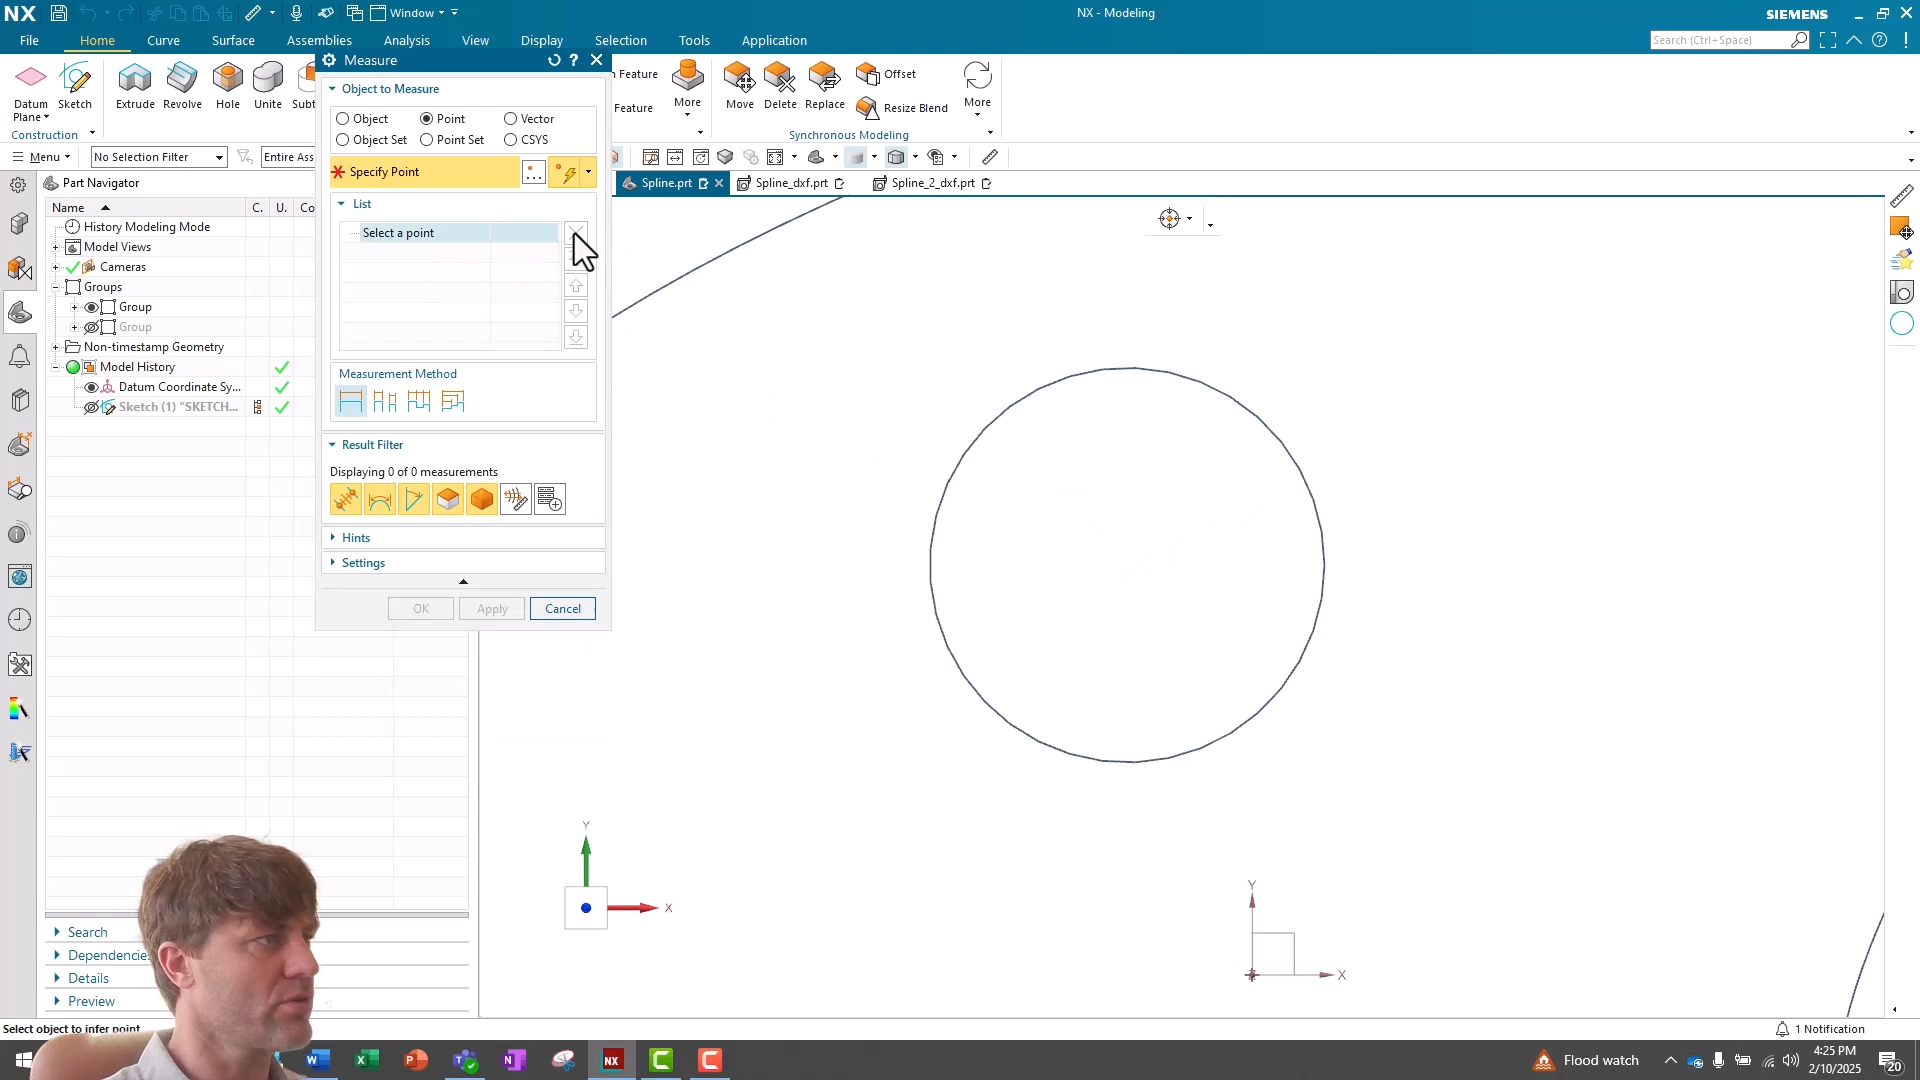 NX
Window
NX - Modeling
SIEMENS
File
Home
Curve
Surface
Assemblies
Analysis
View
Display
Selection
Tools
Application
Search (Ctrl+Space)
Datum Plane
Sketch
Extrude
Revolve
Hole
Unite
Subt
Construction
n Feature
Feature
More
Move
Delete
Replace
Offset
Resize Blend
More
Synchronous Modeling
Menu
No Selection Filter
Entire Ass
Part Navigator
Spline.prt
Spline_dxf.prt
Spline_2_dxf.prt
Name
C.
U.
Co
History Modeling Mode
Model Views
Cameras
Groups
Group
Group
Non-timestamp Geometry
Model History
Datum Coordinate Sy...
Sketch (1) "SKETCH...
Search
Dependencie
Details
Preview
Measure
Object to Measure
Object
Point
Vector
Object Set
Point Set
CSYS
Specify Point
List
Select a point
Measurement Method
Result Filter
Displaying 0 of 0 measurements
Hints
Settings
OK
Apply
Cancel
Y
X
Y
X
Select object to infer point
1 Notification
NX
Flood watch
4:25 PM
2/10/2025
20